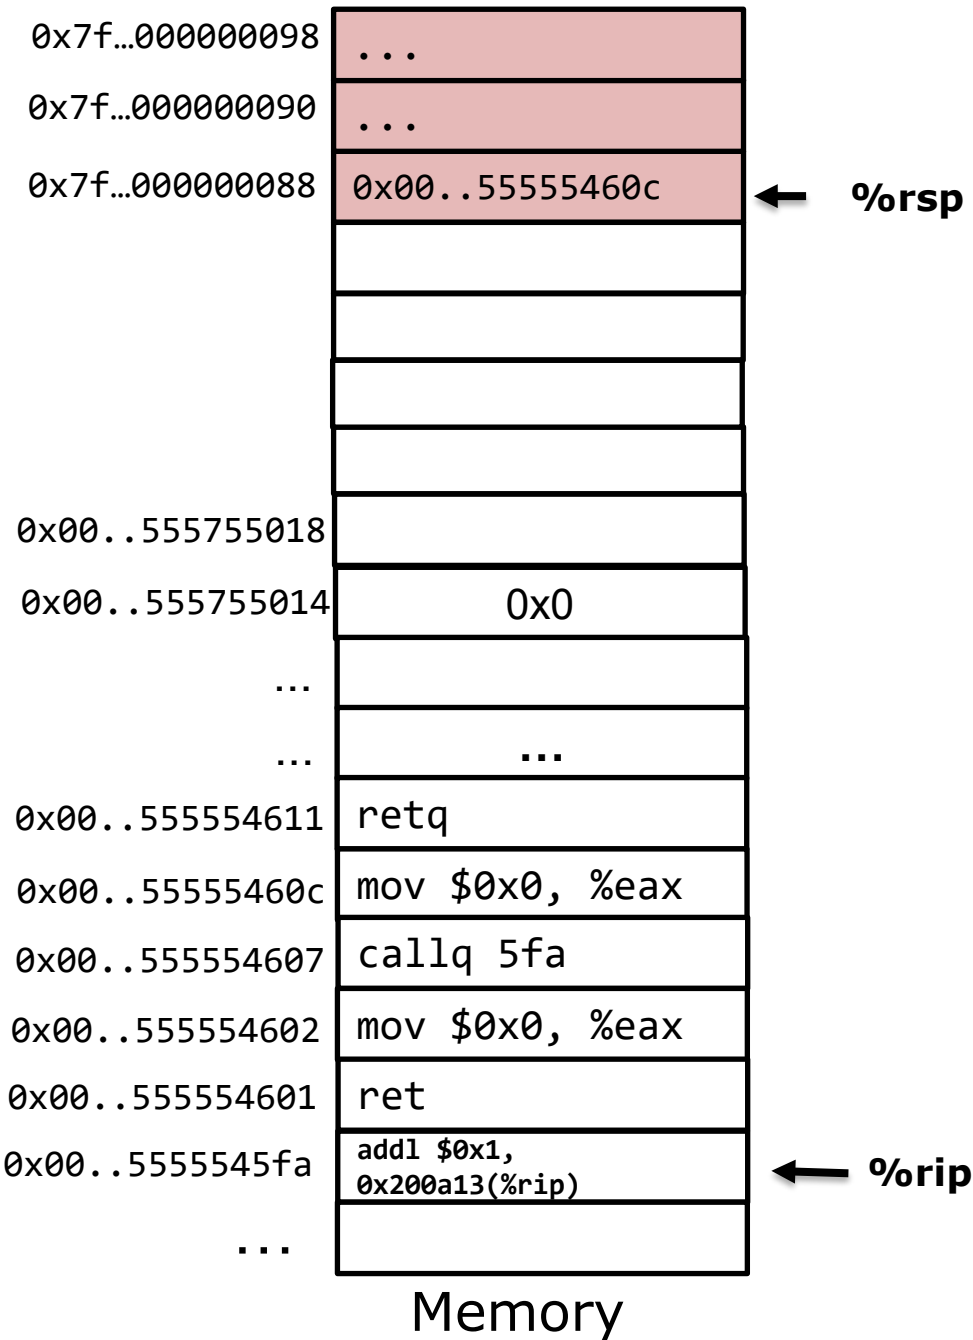 0x7f…000000098 ...
0x7f…000000090 ...
0x7f…000000088 0x00..55555460c %rsp
0x00..555755018
0x00..555755014 0x0
...
... ...
0x00..555554611 retq
0x00..55555460c mov $0x0, %eax
0x00..555554607 callq 5fa
0x00..555554602 mov $0x0, %eax
0x00..555554601 ret
0x00..5555545fa addl $0x1,
0x200a13(%rip) %rip
...
Memory